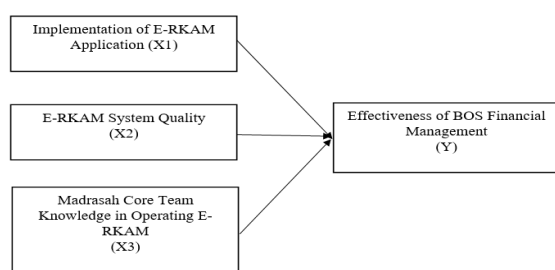 Implementation of E-RKAM
Application (X1)
E-RKAM System Quality
(X2)
Effectiveness of BOS Financial
Management
(Y)
Madrasah Core Team
Knowledge in Operating E-
RKAM
(X3)